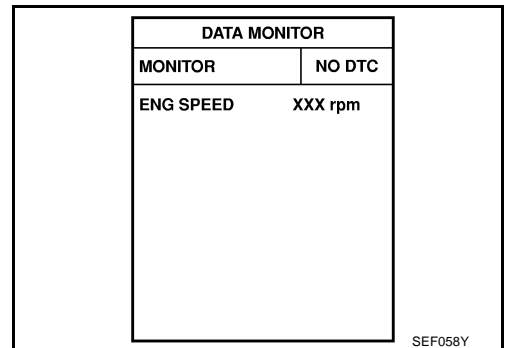 DATA MONITOR
MONITOR NO DTC
ENG SPEED XXX rpm
SEF058Y